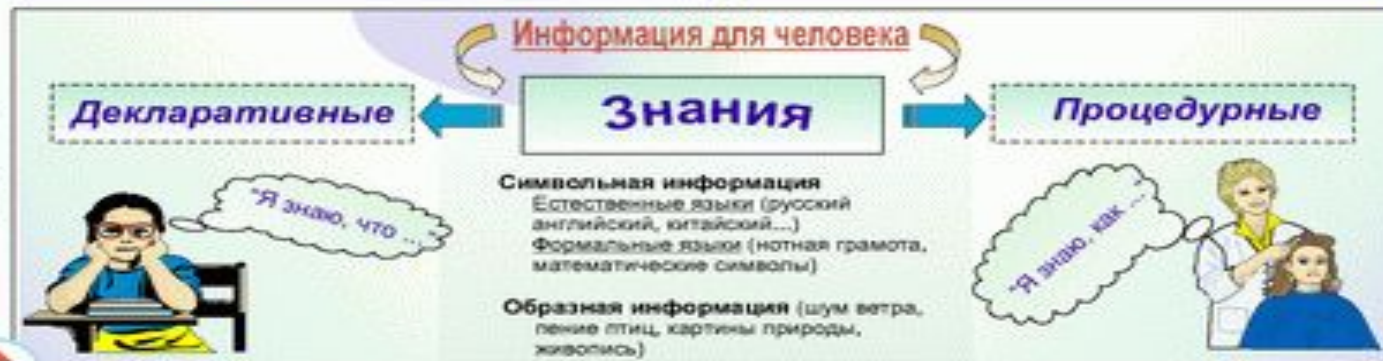 Информация для человека
Декларативные
Знания
Процедурные
"Я знаю, что ..."
Символьная информация
Естественные языки (русский
английский, китайский...)
Формальные языки (нотная грамота,
математические символы)
Образная информация (шум ветра,
пение птиц, картины природы,
живопись)
"Я знаю, как ..."